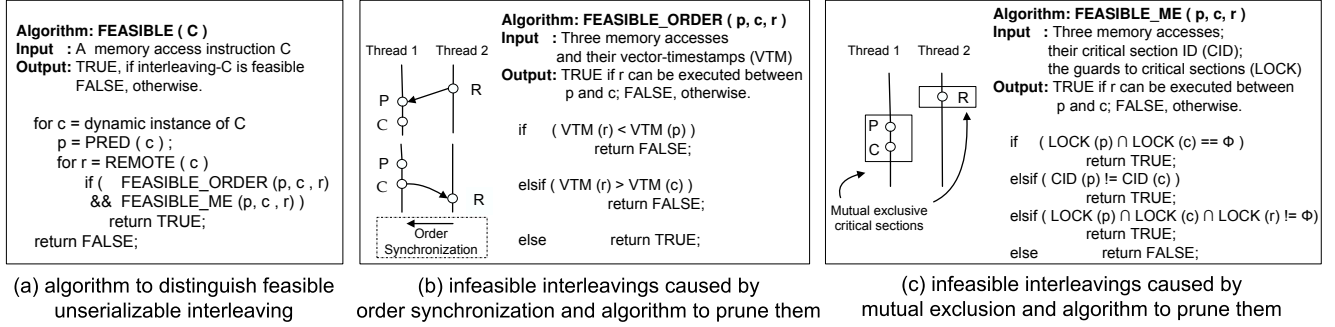 Algorithm: FEASIBLE ( C )
Input : A memory access instruction C
Output: TRUE, if interleaving-C is feasible
FALSE, otherwise.
for c = dynamic instance of C
p = PRED ( c ) ;
for r = REMOTE ( c )
if ( FEASIBLE_ORDER (p, c , r)
&& FEASIBLE_ME (p, c , r) )
return TRUE;
return FALSE;
(a) algorithm to distinguish feasible
unserializable interleaving
Thread 1 Thread 2
P
C
R
P
C
R
Order
Synchronization
Algorithm: FEASIBLE_ORDER ( p, c, r )
Input : Three memory accesses
and their vector-timestamps (VTM)
Output: TRUE if r can be executed between
p and c; FALSE, otherwise.
if ( VTM (r) < VTM (p) )
return FALSE;
elsif ( VTM (r) > VTM (c) )
return FALSE;
else return TRUE;
(b) infeasible interleavings caused by
order synchronization and algorithm to prune them
Thread 1 Thread 2
R
P
C
Mutual exclusive
critical sections
Algorithm: FEASIBLE_ME ( p, c, r )
Input : Three memory accesses;
their critical section ID (CID);
the guards to critical sections (LOCK)
Output: TRUE if r can be executed between
p and c; FALSE, otherwise.
if ( LOCK (p) ∩ LOCK (c) == Φ )
return TRUE;
elsif ( CID (p) != CID (c) )
return TRUE;
elsif ( LOCK (p) ∩ LOCK (c) ∩ LOCK (r) != Φ)
return TRUE;
else return FALSE;
(c) infeasible interleavings caused by
mutual exclusion and algorithm to prune them